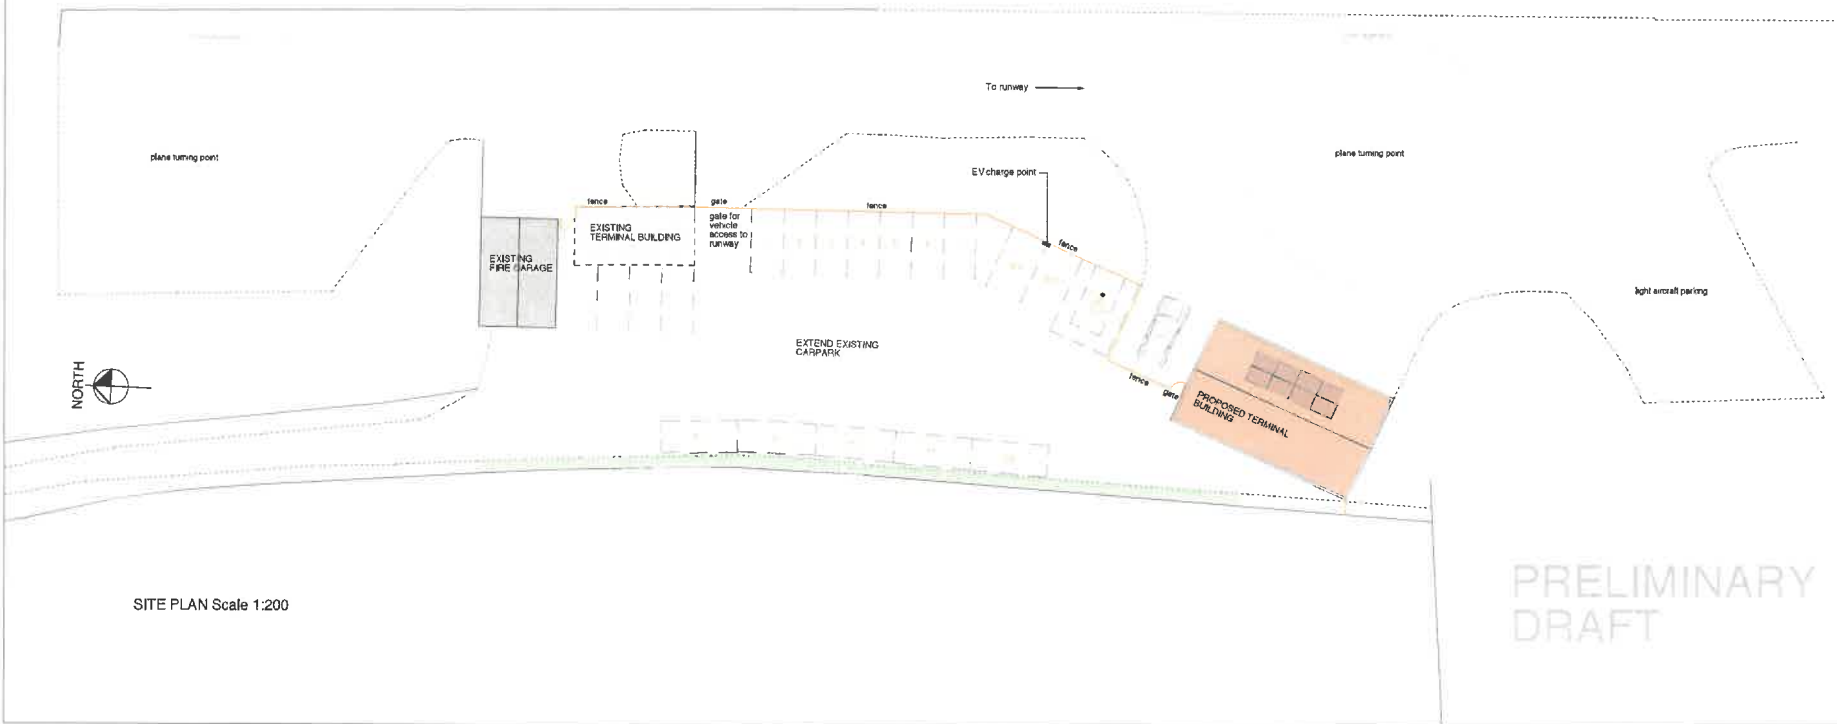 To runway
plane turning point
plane turning point
EV charge point
fence
gate
fence
gate for
vehicle
access to
runway
EXISTING
TERMINAL BUILDING
fence
EXISTING
FIRE GARAGE
light aircraft parking
EXTEND EXISTING
CARPARK
NORTH
fence
gate
PROPOSED TERMINAL
BUILDING
SITE PLAN Scale 1:200
PRELIMINARY
DRAFT